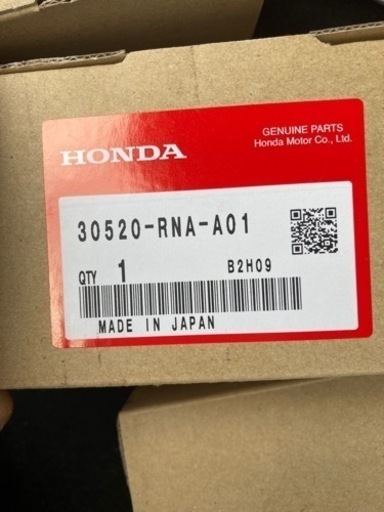 GENUINE PARTS
Honda Motor Co., Ltd.
HONDA
30520-RNA-A01
QTY 1 B2H09
MADE IN JAPAN